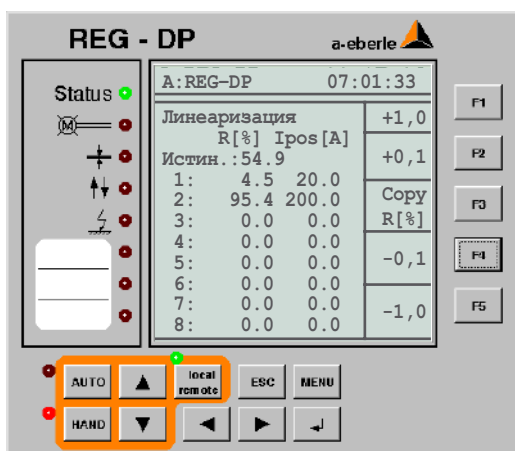 REG - DP
a-eberle
Status
M
A:REG-DP 07:01:33
Линеаризация
R[%] Ipos[A]
Истин.:54.9
1: 4.5 20.0
2: 95.4 200.0
3: 0.0 0.0
4: 0.0 0.0
5: 0.0 0.0
6: 0.0 0.0
7: 0.0 0.0
8: 0.0 0.0
+1,0
+0,1
Copy
R[%]
-0,1
-1,0
F1
F2
F3
F4
F5
AUTO
local
remote
ESC
MENU
HAND